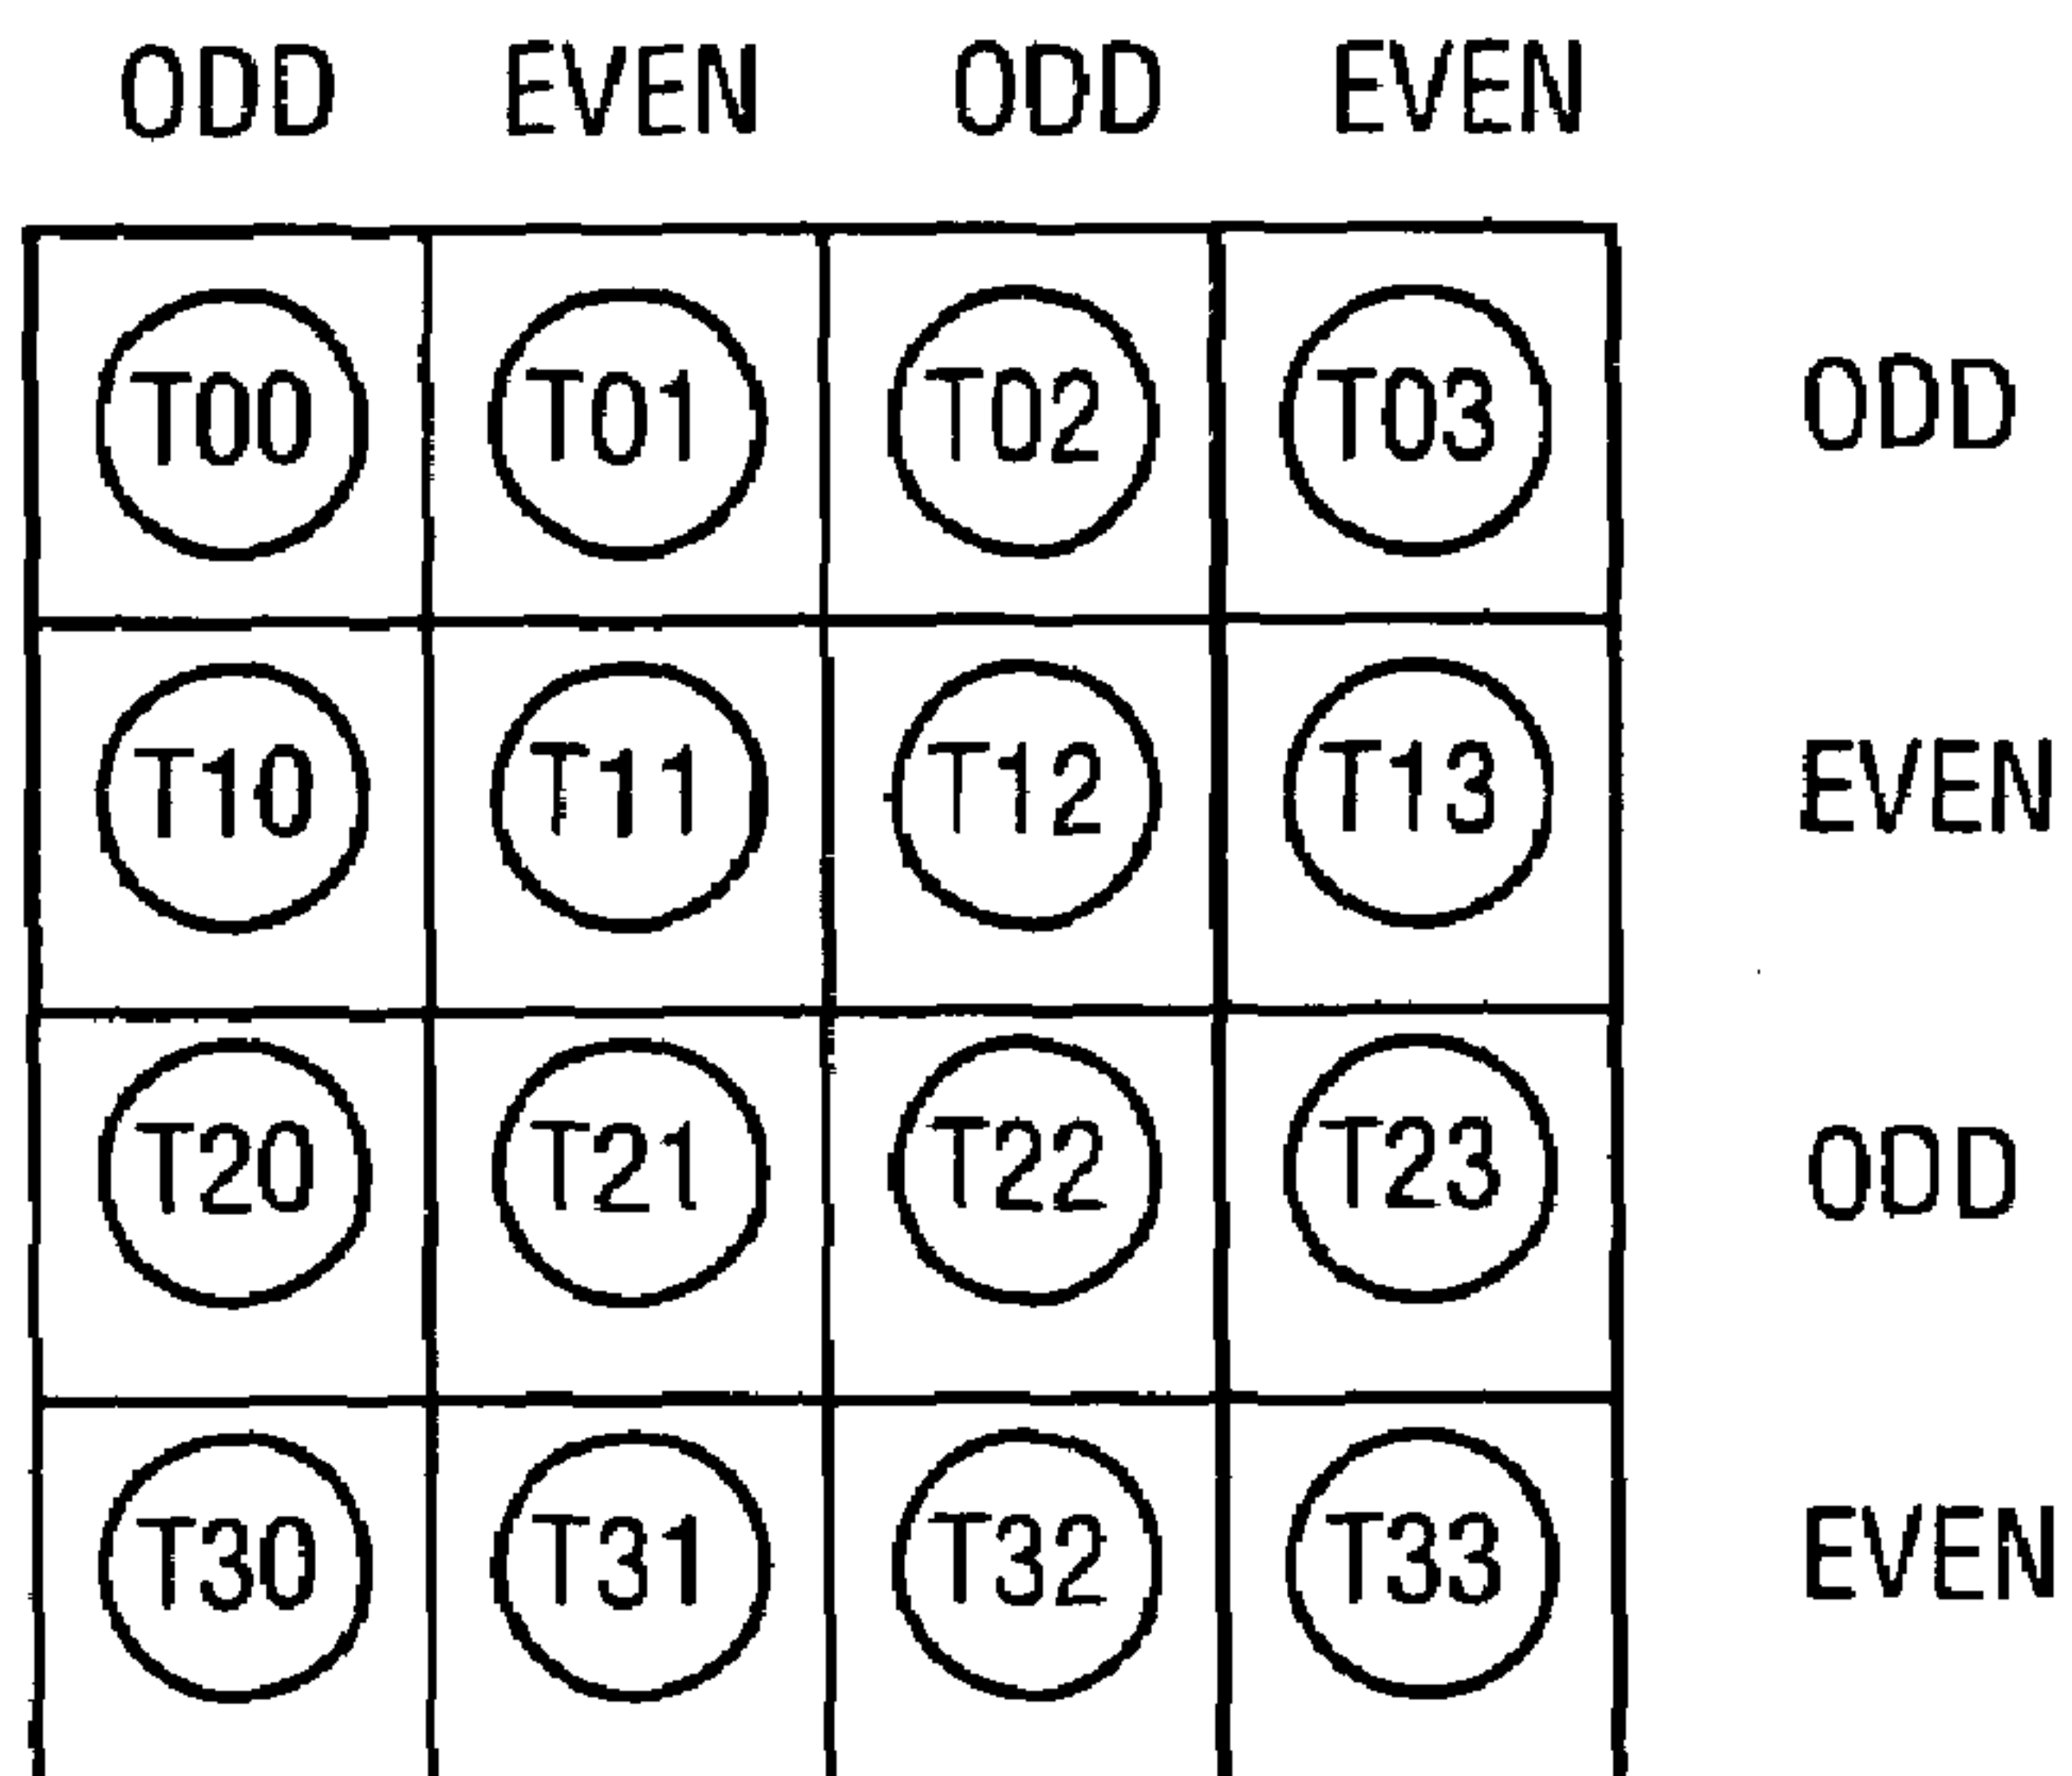 ODD EVEN ODD EVEN
T00 T01 T02 T03 ODD
T10 T11 T12 T13 EVEN
T20 T21 T22 T23 ODD
T30 T31 T32 T33 EVEN